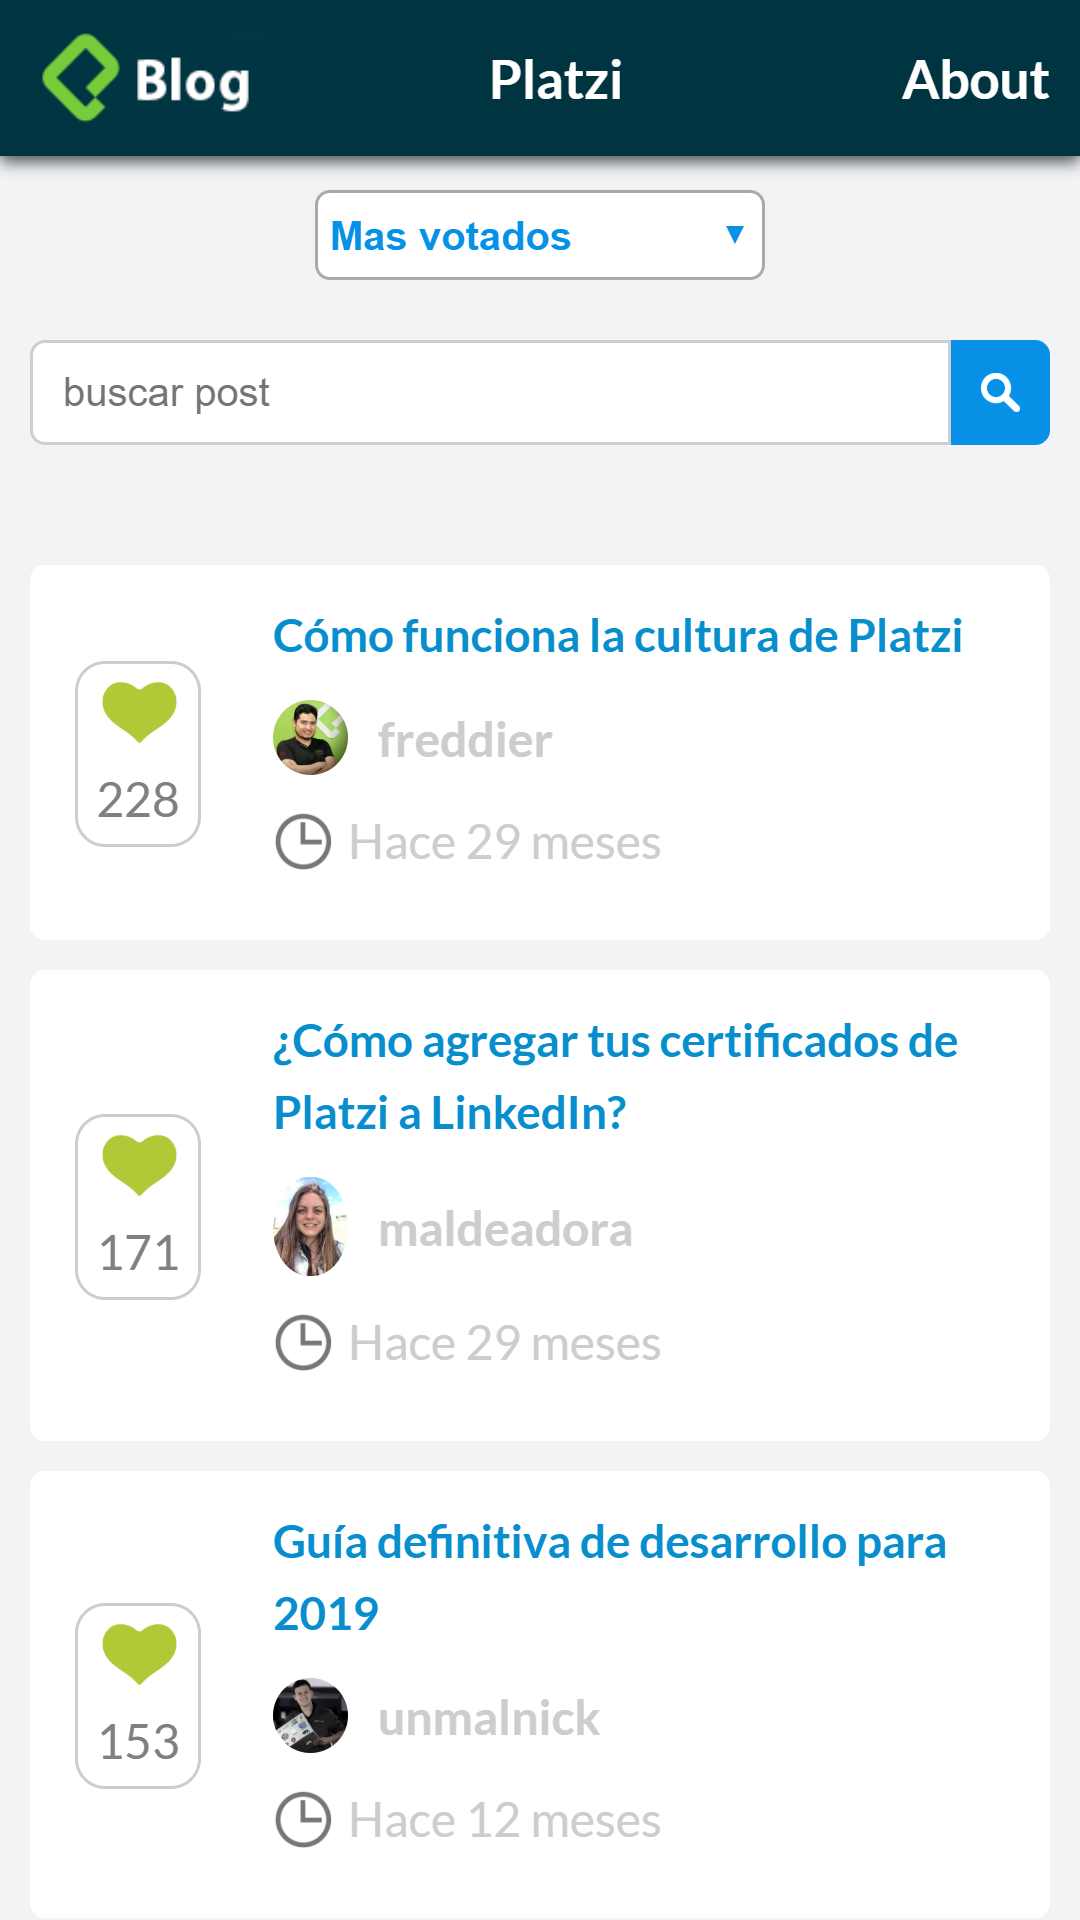 Blog Platzi About
Mas votados ▼
buscar post
Cómo funciona la cultura de Platzi
freddier
228
Hace 29 meses
¿Cómo agregar tus certificados de
Platzi a LinkedIn?
maldeadora
171
Hace 29 meses
Guía definitiva de desarrollo para
2019
unmalnick
153
Hace 12 meses